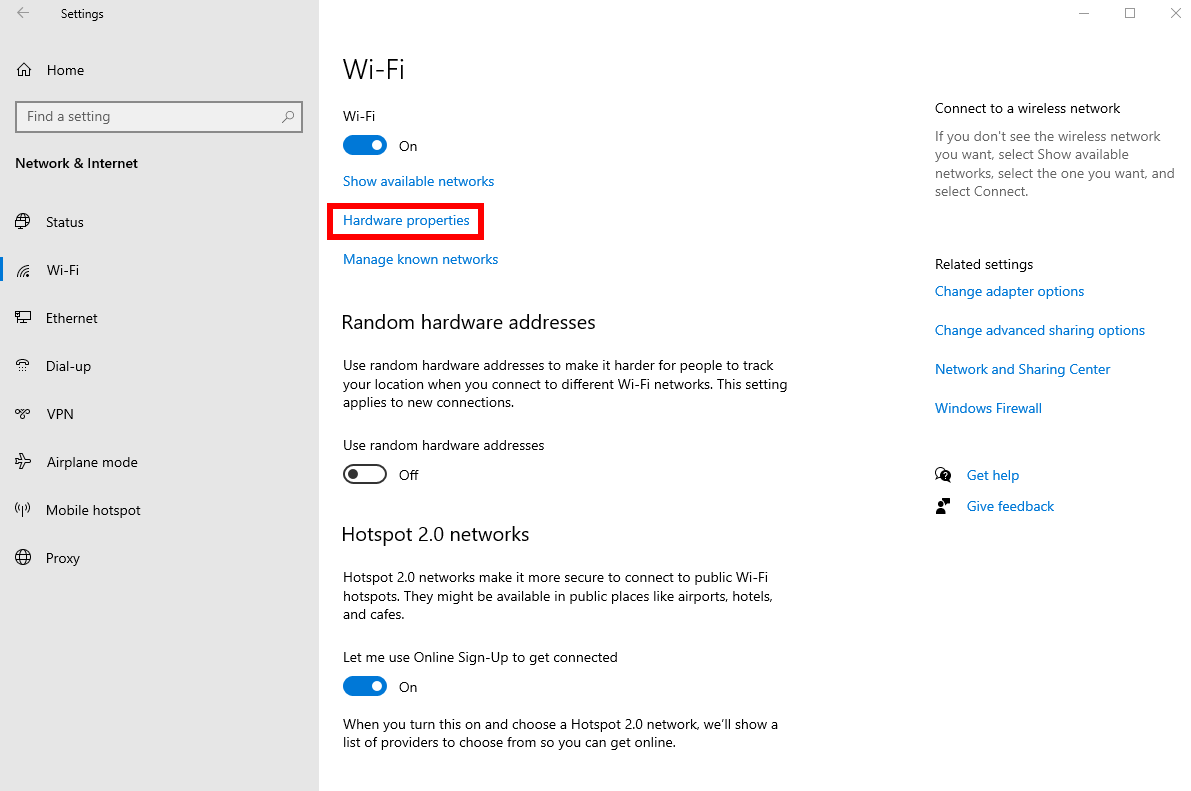 Settings
Home
Find a setting
Network & Internet
Status
Wi-Fi
Ethernet
Dial-up
VPN
Airplane mode
Mobile hotspot
Proxy
Wi-Fi
Wi-Fi
On
Show available networks
Hardware properties
Manage known networks
Random hardware addresses
Use random hardware addresses to make it harder for people to track
your location when you connect to different Wi-Fi networks. This setting
applies to new connections.
Use random hardware addresses
Off
Hotspot 2.0 networks
Hotspot 2.0 networks make it more secure to connect to public Wi-Fi
hotspots. They might be available in public places like airports, hotels,
and cafes.
Let me use Online Sign-Up to get connected
On
When you turn this on and choose a Hotspot 2.0 network, we’ll show a
list of providers to choose from so you can get online.
Connect to a wireless network
If you don't see the wireless network
you want, select Show available
networks, select the one you want, and
select Connect.
Related settings
Change adapter options
Change advanced sharing options
Network and Sharing Center
Windows Firewall
Get help
Give feedback